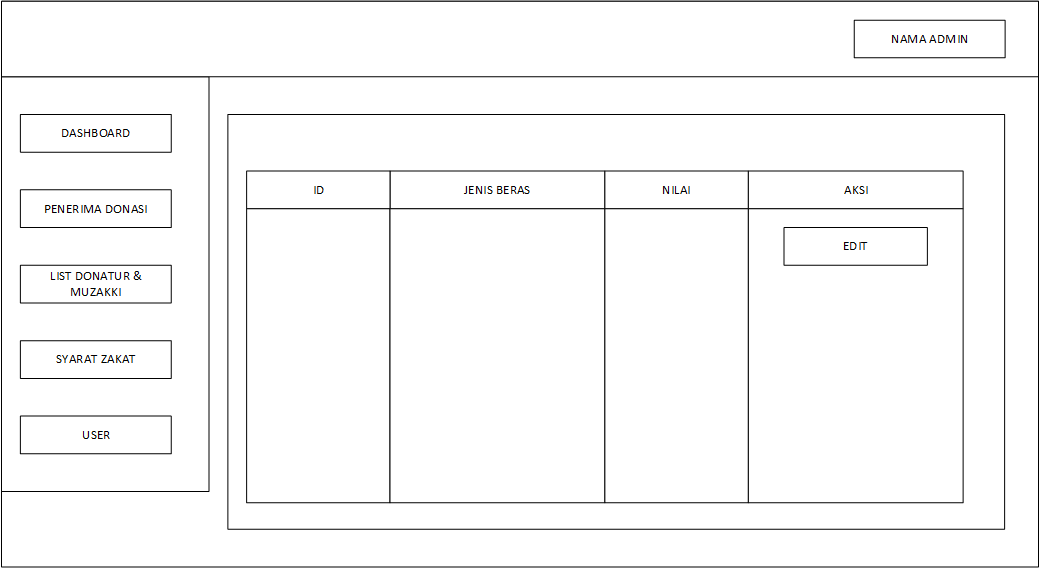 NAMA ADMIN
DASHBOARD
PENERIMA DONASI
LIST DONATUR &
MUZAKKI
SYARAT ZAKAT
USER
ID
JENIS BERAS
NILAI
AKSI
EDIT